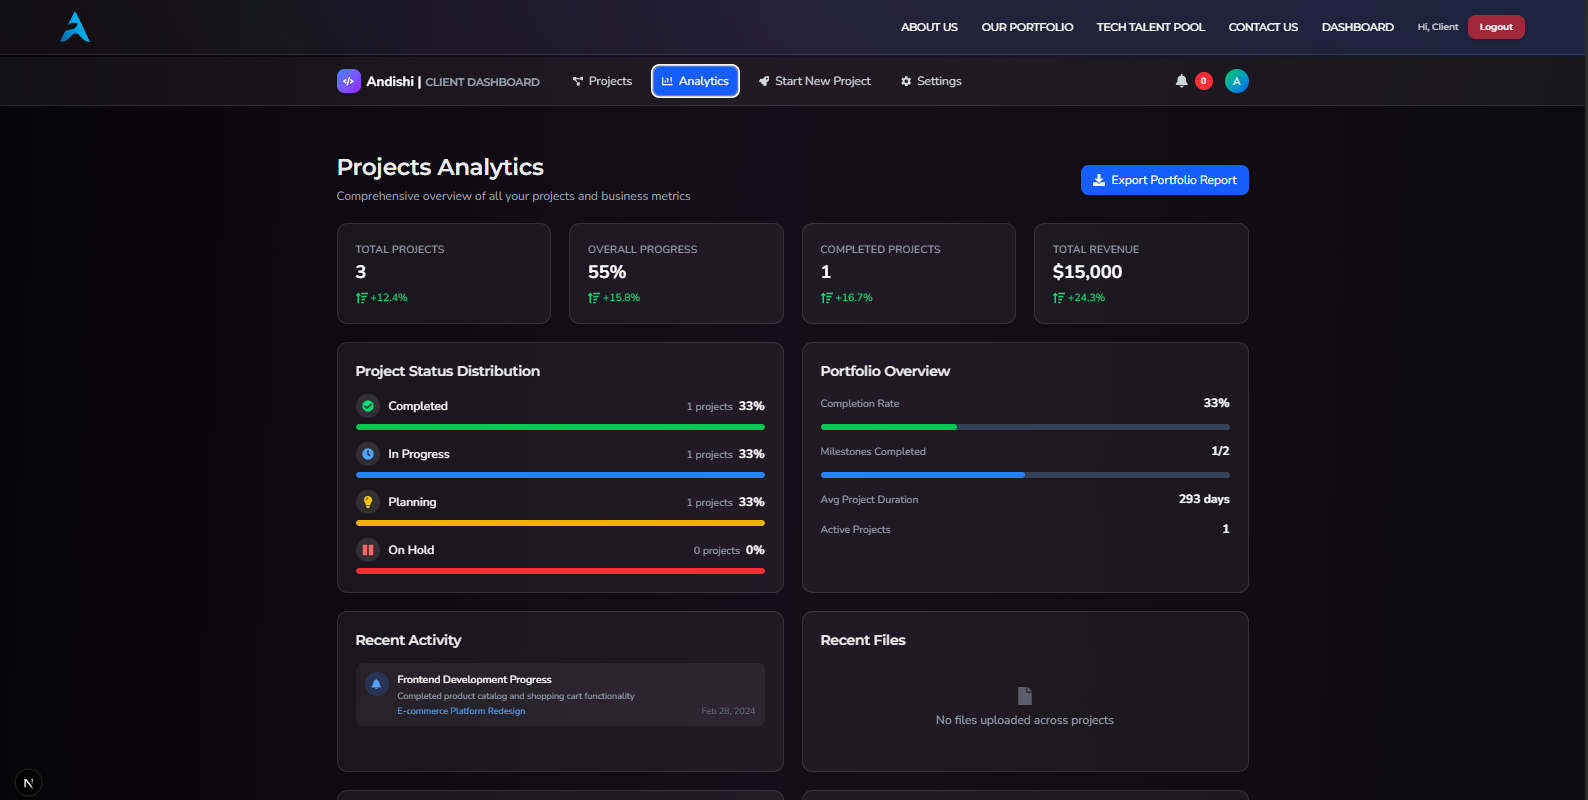 ABOUT US OUR PORTFOLIO TECH TALENT POOL CONTACT US DASHBOARD Hi, Client Logout
Andishi | CLIENT DASHBOARD Projects Analytics Start New Project Settings 0 A
Projects Analytics
Comprehensive overview of all your projects and business metrics
Export Portfolio Report
TOTAL PROJECTS
3
+12.4%
OVERALL PROGRESS
55%
+15.8%
COMPLETED PROJECTS
1
+16.7%
TOTAL REVENUE
$15,000
+24.3%
Project Status Distribution
Completed 1 projects 33%
In Progress 1 projects 33%
Planning 1 projects 33%
On Hold 0 projects 0%
Portfolio Overview
Completion Rate 33%
Milestones Completed 1/2
Avg Project Duration 293 days
Active Projects 1
Recent Activity
Frontend Development Progress
Completed product catalog and shopping cart functionality
E-commerce Platform Redesign Feb 28, 2024
Recent Files
No files uploaded across projects
N